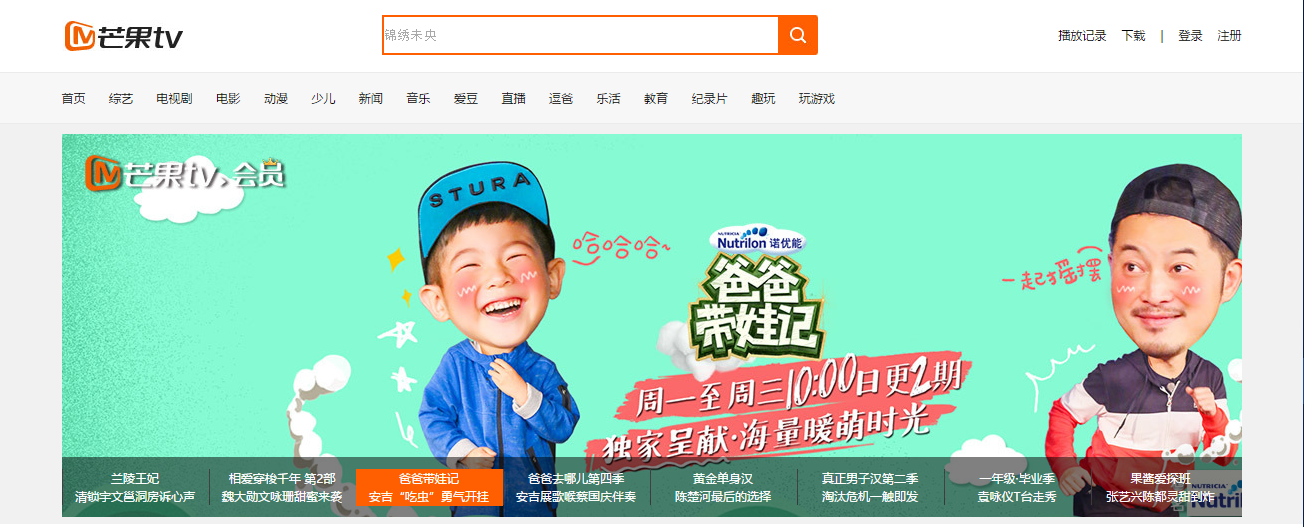 芒果tv
锦绣未央
播放记录 下载 | 登录 注册
首页 综艺 电视剧 电影 动漫 少儿 新闻 音乐 爱豆 直播 逗爸 乐活 教育 纪录片 趣玩 玩游戏
芒果tv 会员
STURA
哈哈哈~
NUTRICIA
Nutrilon 诺优能
爸爸
带娃记
一起摇摆
周一至周三10:00日更2期
独家呈献·海量暖萌时光
兰陵王妃
清锁宇文邕洞房诉心声
相爱穿梭千年 第2部
魏大勋文咏珊甜蜜来袭
爸爸带娃记
安吉“吃虫”勇气开挂
爸爸去哪儿第四季
安吉展歌喉蔡国庆伴奏
黄金单身汉
陈楚河最后的选择
真正男子汉第二季
淘汰危机一触即发
一年级·毕业季
袁咏仪T台走秀
果酱爱探班
张艺兴陈都灵甜到炸